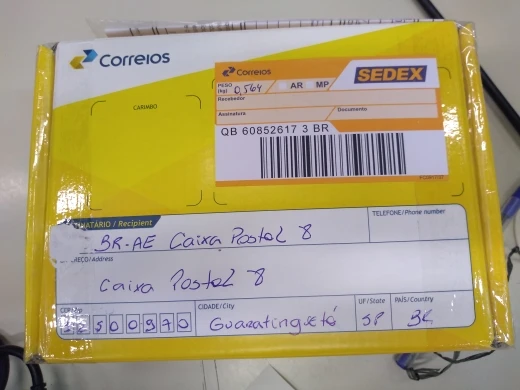 Correios
CARIMBO
Correios
SEDEX
PESO (kg) 0,564 AR MP
Recebedor
Assinatura Documento
QB 60852617 3 BR
NATÁRIO / Recipient
TELEFONE/Phone number
BR-AE Caixa Postal 8
REÇO/Address
Caixa Postal 8
CIDADE/City
UF/State
PAÍS/Country
12500970
Guaratinguetá
SP
BR